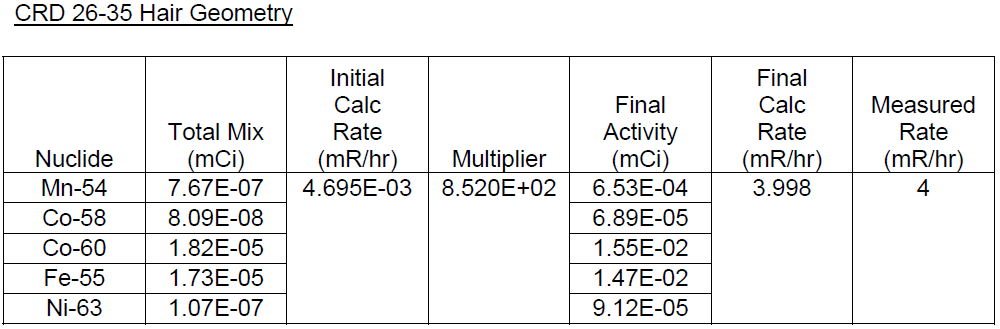 CRD 26-35 Hair Geometry
Nuclide Total Mix (mCi) Initial Calc Rate (mR/hr) Multiplier Final Activity (mCi) Final Calc Rate (mR/hr) Measured Rate (mR/hr)
Mn-54 7.67E-07 4.695E-03 8.520E+02 6.53E-04 3.998 4
Co-58 8.09E-08 6.89E-05
Co-60 1.82E-05 1.55E-02
Fe-55 1.73E-05 1.47E-02
Ni-63 1.07E-07 9.12E-05